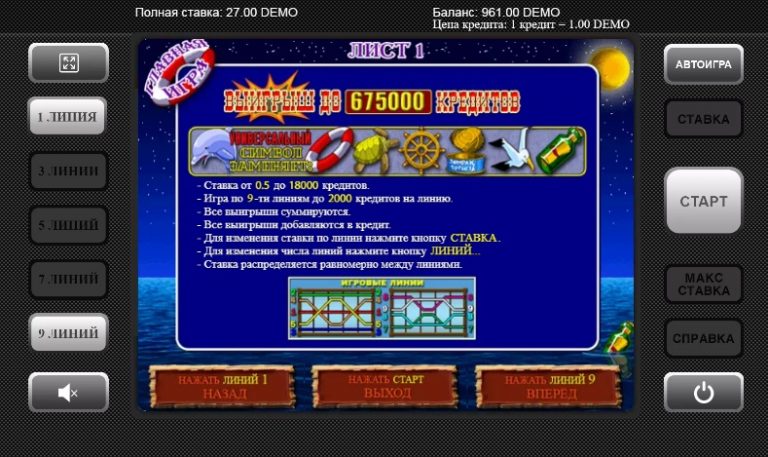 Полная ставка: 27.00 DEMO
Баланс: 961.00 DEMO
Цена кредита: 1 кредит = 1.00 DEMO
ГЛАВНАЯ ИГРА
ЛИСТ 1
ВЫИГРЫШ ДО 675000 КРЕДИТОВ
УНИВЕРСАЛЬНЫЙ
СИМВОЛ
ЗАМЕНЯЕТ
- Ставка от 0.5 до 18000 кредитов.
- Игра по 9-ти линиям до 2000 кредитов на линию.
- Все выигрыши суммируются.
- Все выигрыши добавляются в кредит.
- Для изменения ставки по линии нажмите кнопку СТАВКА.
- Для изменения числа линий нажмите кнопку ЛИНИЙ...
- Ставка распределяется равномерно между линиями.
ИГРОВЫЕ ЛИНИИ
НАЖАТЬ ЛИНИЙ 1
НАЗАД
НАЖАТЬ СТАРТ
ВЫХОД
НАЖАТЬ ЛИНИЙ 9
ВПЕРЕД
1 ЛИНИЯ
3 ЛИНИИ
5 ЛИНИЙ
7 ЛИНИЙ
9 ЛИНИЙ
АВТОИГРА
СТАВКА
СТАРТ
МАКС
СТАВКА
СПРАВКА